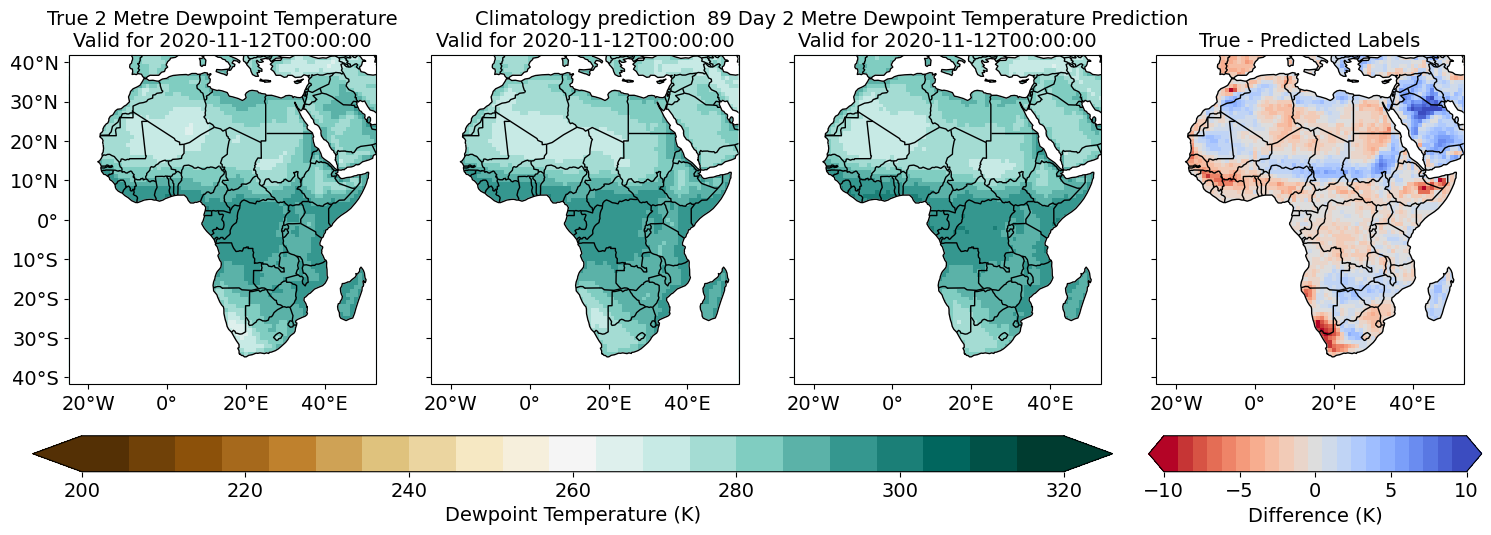 True 2 Metre Dewpoint Temperature
Valid for 2020-11-12T00:00:00
Climatology prediction  89 Day 2 Metre Dewpoint Temperature Prediction
Valid for 2020-11-12T00:00:00
Valid for 2020-11-12T00:00:00
True - Predicted Labels
40°N
30°N
20°N
10°N
0°
10°S
20°S
30°S
40°S
20°W 0° 20°E 40°E
20°W 0° 20°E 40°E
20°W 0° 20°E 40°E
20°W 0° 20°E 40°E
200 220 240 260 280 300 320
Dewpoint Temperature (K)
−10 −5 0 5 10
Difference (K)